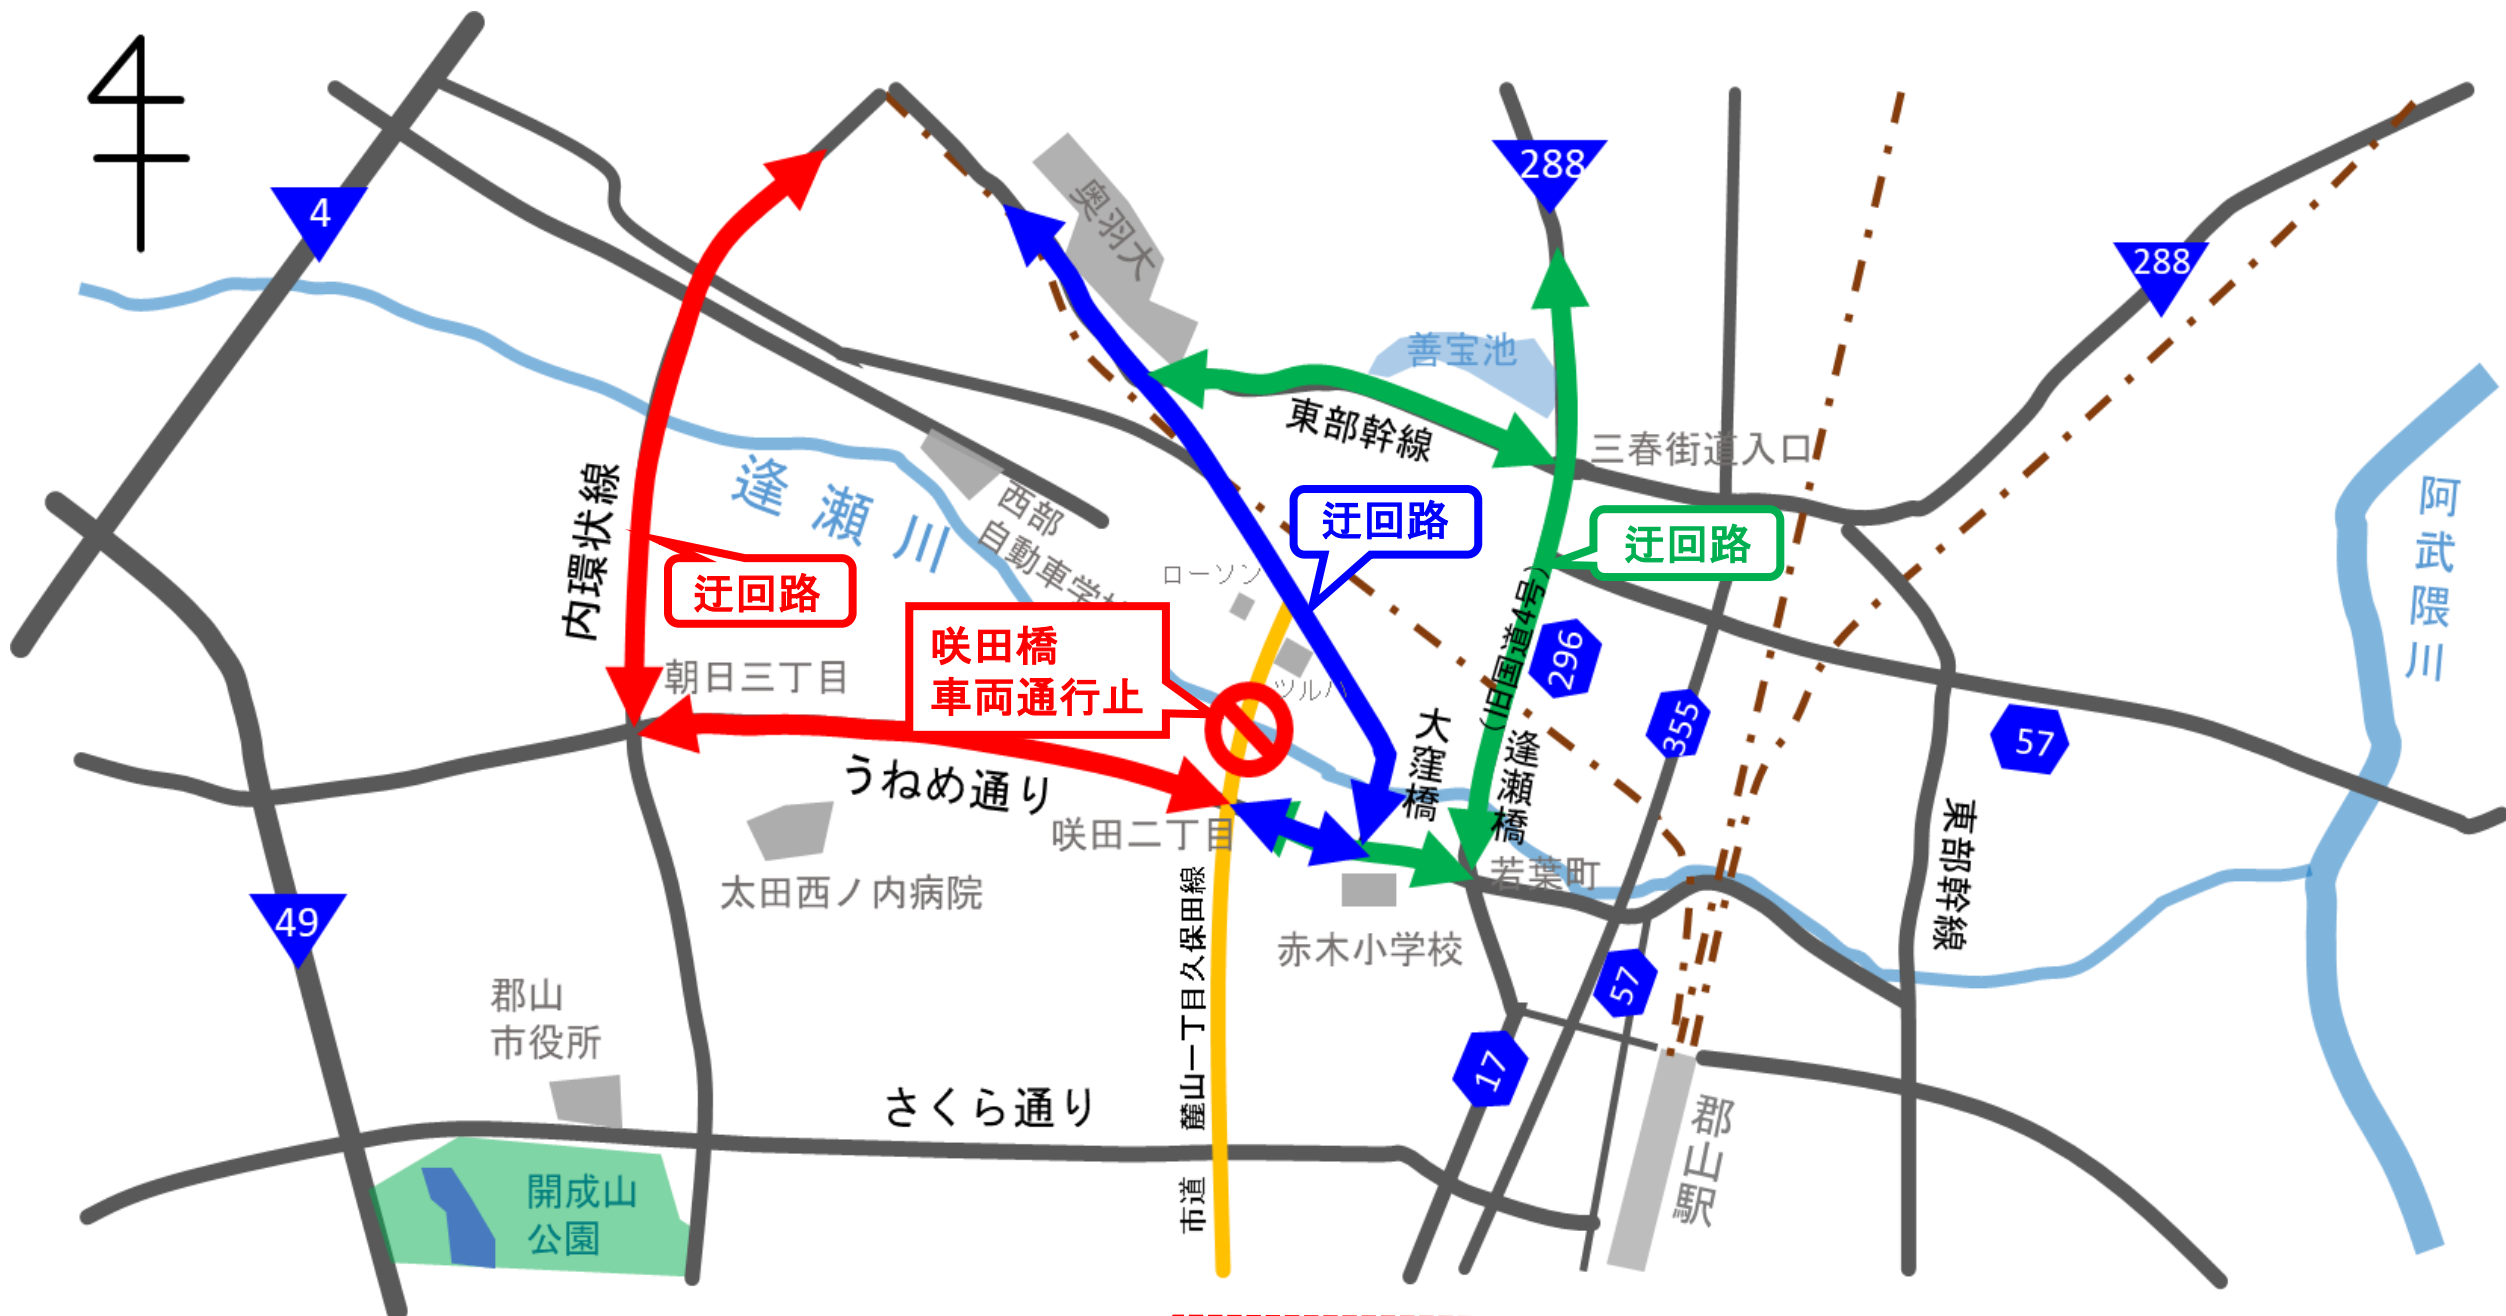 4
288
288
奥羽大
善宝池
東部幹線
三春街道入口
阿武隈川
逢瀬川
西部
自動車学校
内環状線
迂回路
迂回路
迂回路
ローソン
咲田橋
車両通行止
ツルハ
朝日三丁目
(旧国道4号)
296
355
57
大窪橋
逢瀬橋
うねめ通り
咲田二丁目
若葉町
太田西ノ内病院
赤木小学校
東部幹線
49
57
17
郡山
市役所
さくら通り
市道 麓山一丁目久保田線
郡山駅
開成山
公園